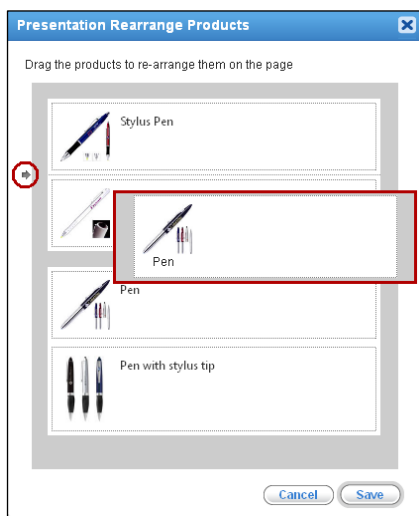 Presentation Rearrange Products
Drag the products to re-arrange them on the page
Stylus Pen
Pen
Pen
Pen with stylus tip
Cancel Save